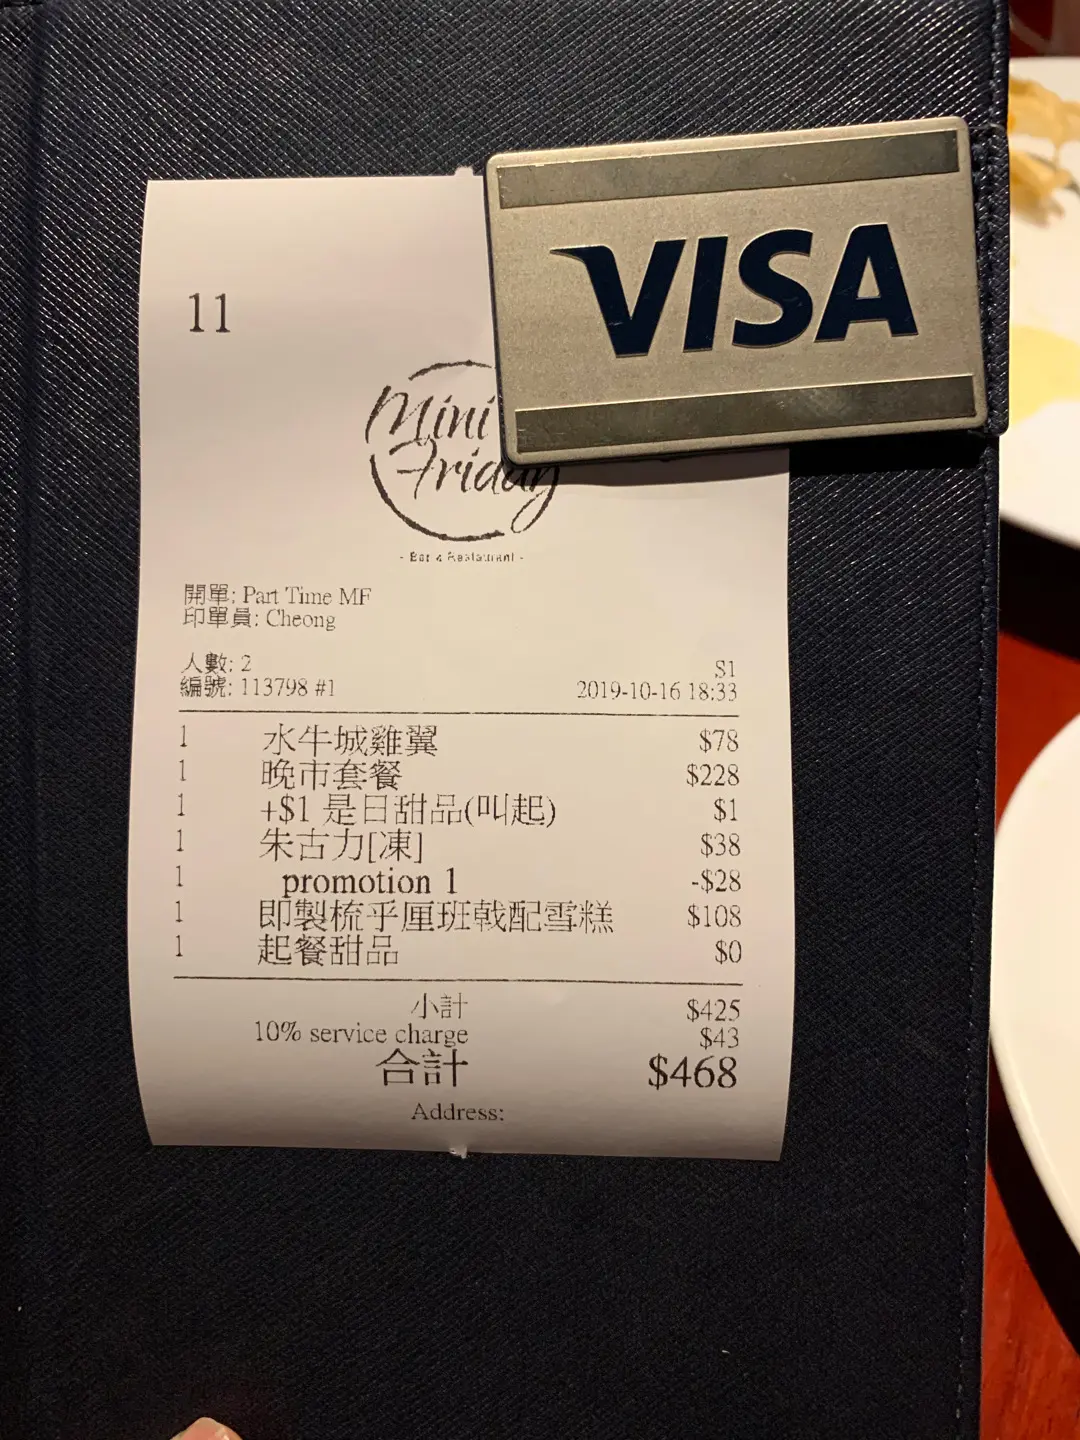 VISA
11
Mini
Friday
- Bar & Restaurant -
開單: Part Time MF
印單員: Cheong
人數: 2 S1
編號: 113798 #1 2019-10-16 18:33
1 水牛城雞翼 $78
1 晚市套餐 $228
1 +$1 是日甜品(叫起) $1
1 朱古力[凍] $38
1 promotion 1 -$28
1 即製梳乎厘班戟配雪糕 $108
1 起餐甜品 $0
小計 $425
10% service charge $43
合計 $468
Address: